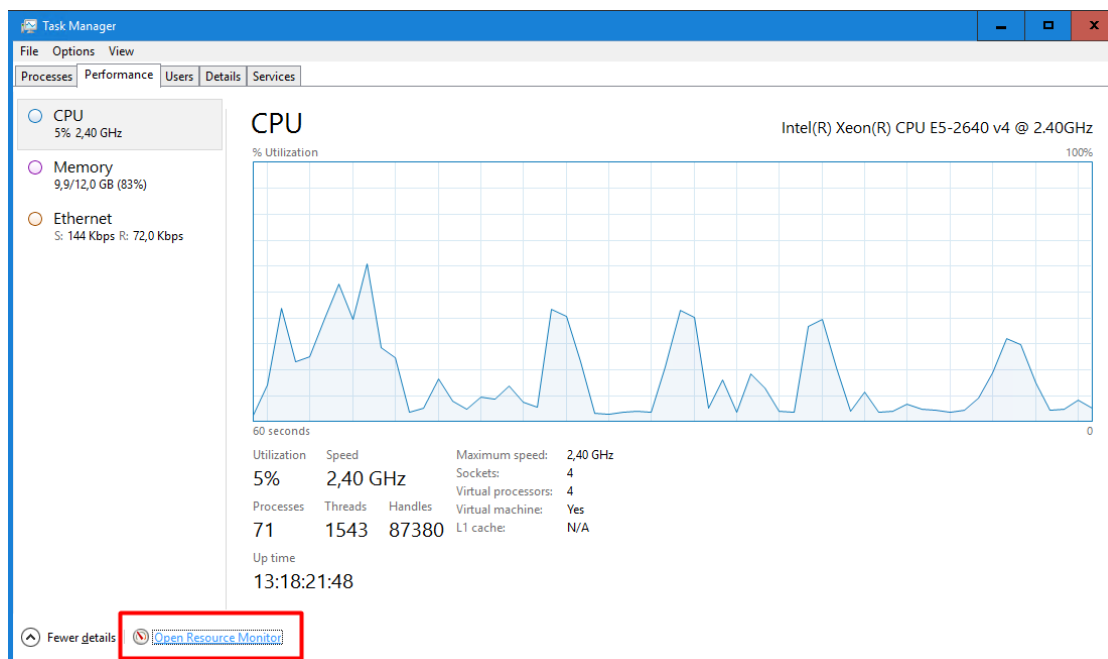 Task Manager
File Options View
Processes Performance Users Details Services
CPU
5% 2,40 GHz
Memory
9,9/12,0 GB (83%)
Ethernet
S: 144 Kbps R: 72,0 Kbps
CPU Intel(R) Xeon(R) CPU E5-2640 v4 @ 2.40GHz
% Utilization 100%
60 seconds 0
Utilization Speed Maximum speed: 2,40 GHz
5% 2,40 GHz Sockets: 4
Virtual processors: 4
Processes Threads Handles Virtual machine: Yes
71 1543 87380 L1 cache: N/A
Up time
13:18:21:48
Fewer details Open Resource Monitor